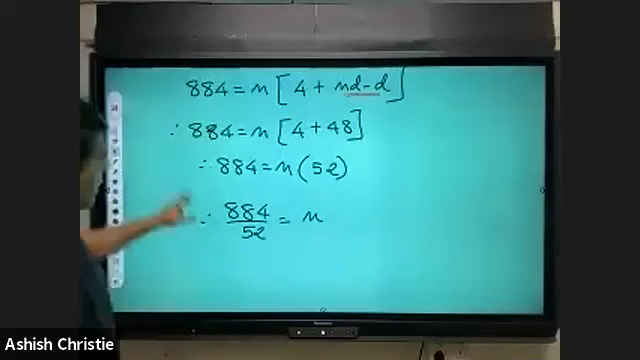 884 = n [ 4 + nd - d ]
∴ 884 = n [ 4 + 48 ]
∴ 884 = n ( 52 )
∴ 884/52 = n
Ashish Christie